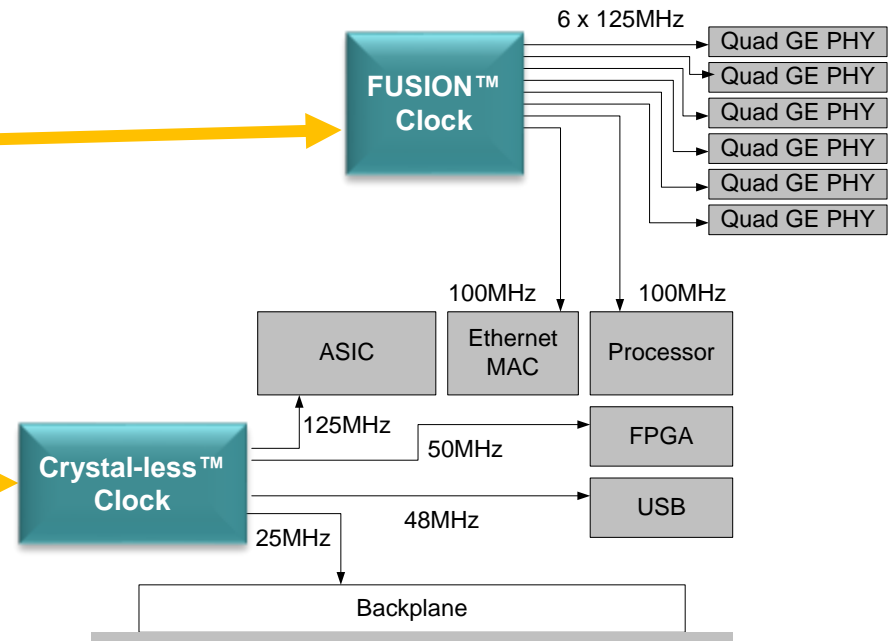 6 x 125MHz
Quad GE PHY
Quad GE PHY
Quad GE PHY
Quad GE PHY
Quad GE PHY
Quad GE PHY
FUSION™
Clock
100MHz
100MHz
ASIC
Ethernet
MAC
Processor
125MHz
50MHz
FPGA
Crystal-less™
Clock
48MHz
USB
25MHz
Backplane